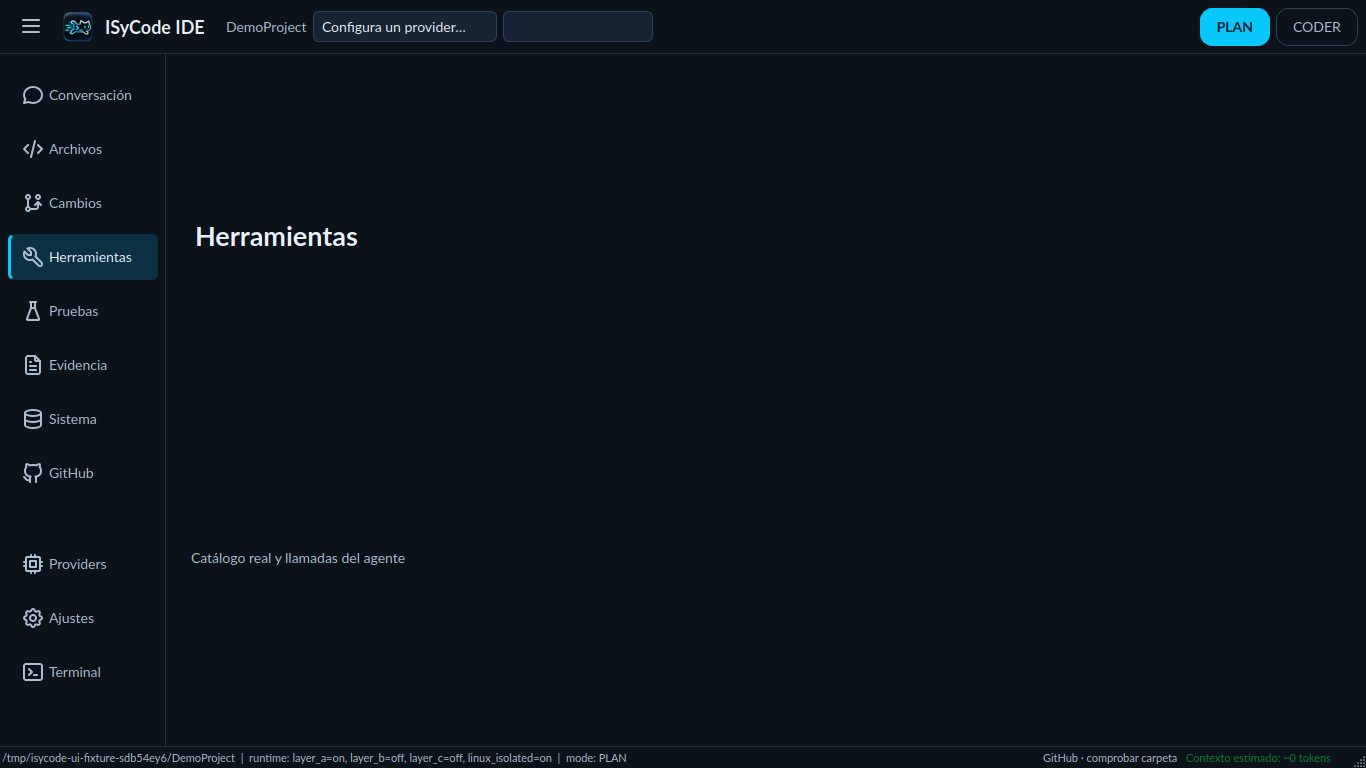 ISyCode IDE DemoProject Configura un provider... PLAN CODER
Conversación
Archivos
Cambios
Herramientas
Pruebas
Evidencia
Sistema
GitHub
Providers
Ajustes
Terminal
Herramientas
Catálogo real y llamadas del agente
/tmp/isycode-ui-fixture-sdb54ey6/DemoProject | runtime: layer_a=on, layer_b=off, layer_c=off, linux_isolated=on | mode: PLAN GitHub · comprobar carpeta Contexto estimado: ~0 tokens